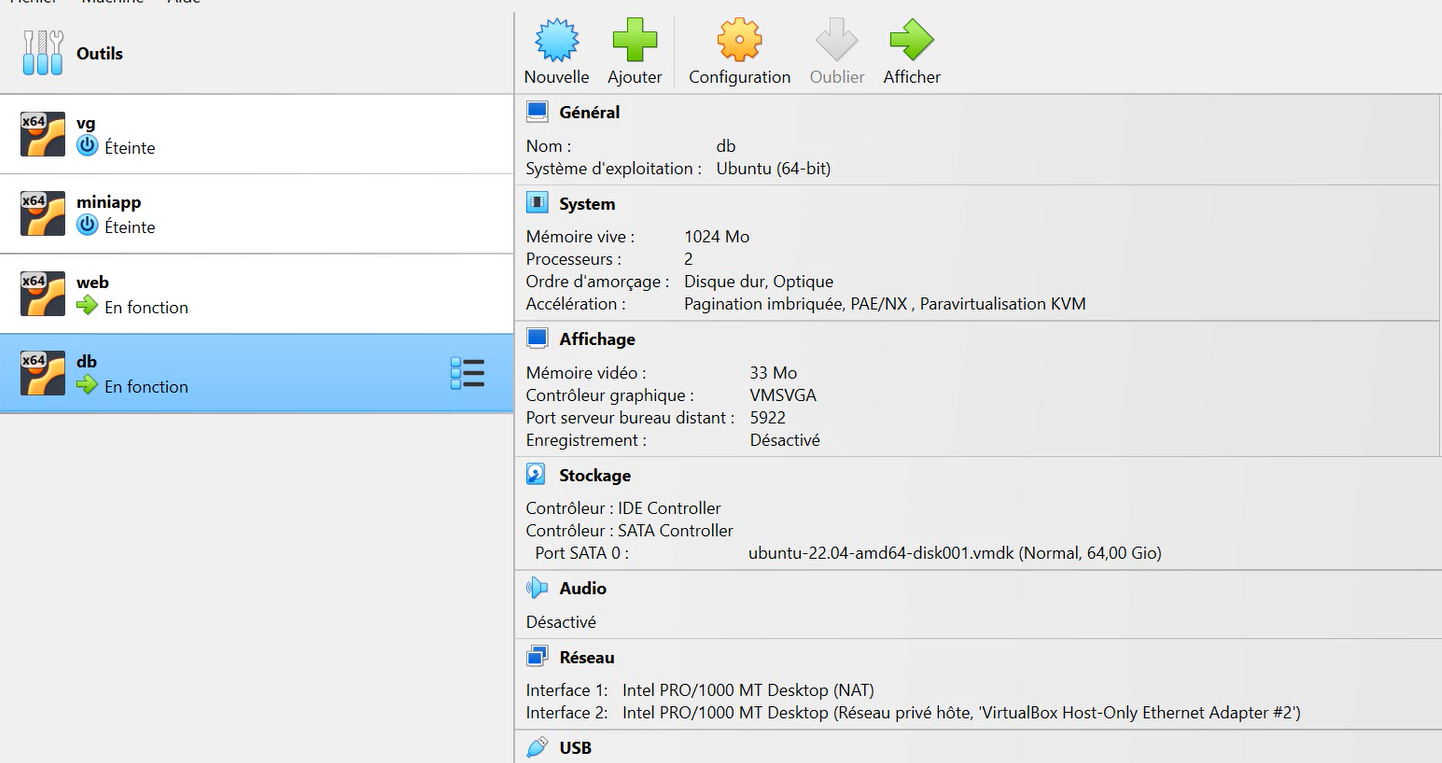 Fichier Machine Aide
Outils
Nouvelle Ajouter Configuration Oublier Afficher
x64 vg
Éteinte
x64 miniapp
Éteinte
x64 web
En fonction
x64 db
En fonction
Général
Nom : db
Système d'exploitation : Ubuntu (64-bit)
System
Mémoire vive : 1024 Mo
Processeurs : 2
Ordre d'amorçage : Disque dur, Optique
Accélération : Pagination imbriquée, PAE/NX , Paravirtualisation KVM
Affichage
Mémoire vidéo : 33 Mo
Contrôleur graphique : VMSVGA
Port serveur bureau distant : 5922
Enregistrement : Désactivé
Stockage
Contrôleur : IDE Controller
Contrôleur : SATA Controller
Port SATA 0 : ubuntu-22.04-amd64-disk001.vmdk (Normal, 64,00 Gio)
Audio
Désactivé
Réseau
Interface 1: Intel PRO/1000 MT Desktop (NAT)
Interface 2: Intel PRO/1000 MT Desktop (Réseau privé hôte, 'VirtualBox Host-Only Ethernet Adapter #2')
USB